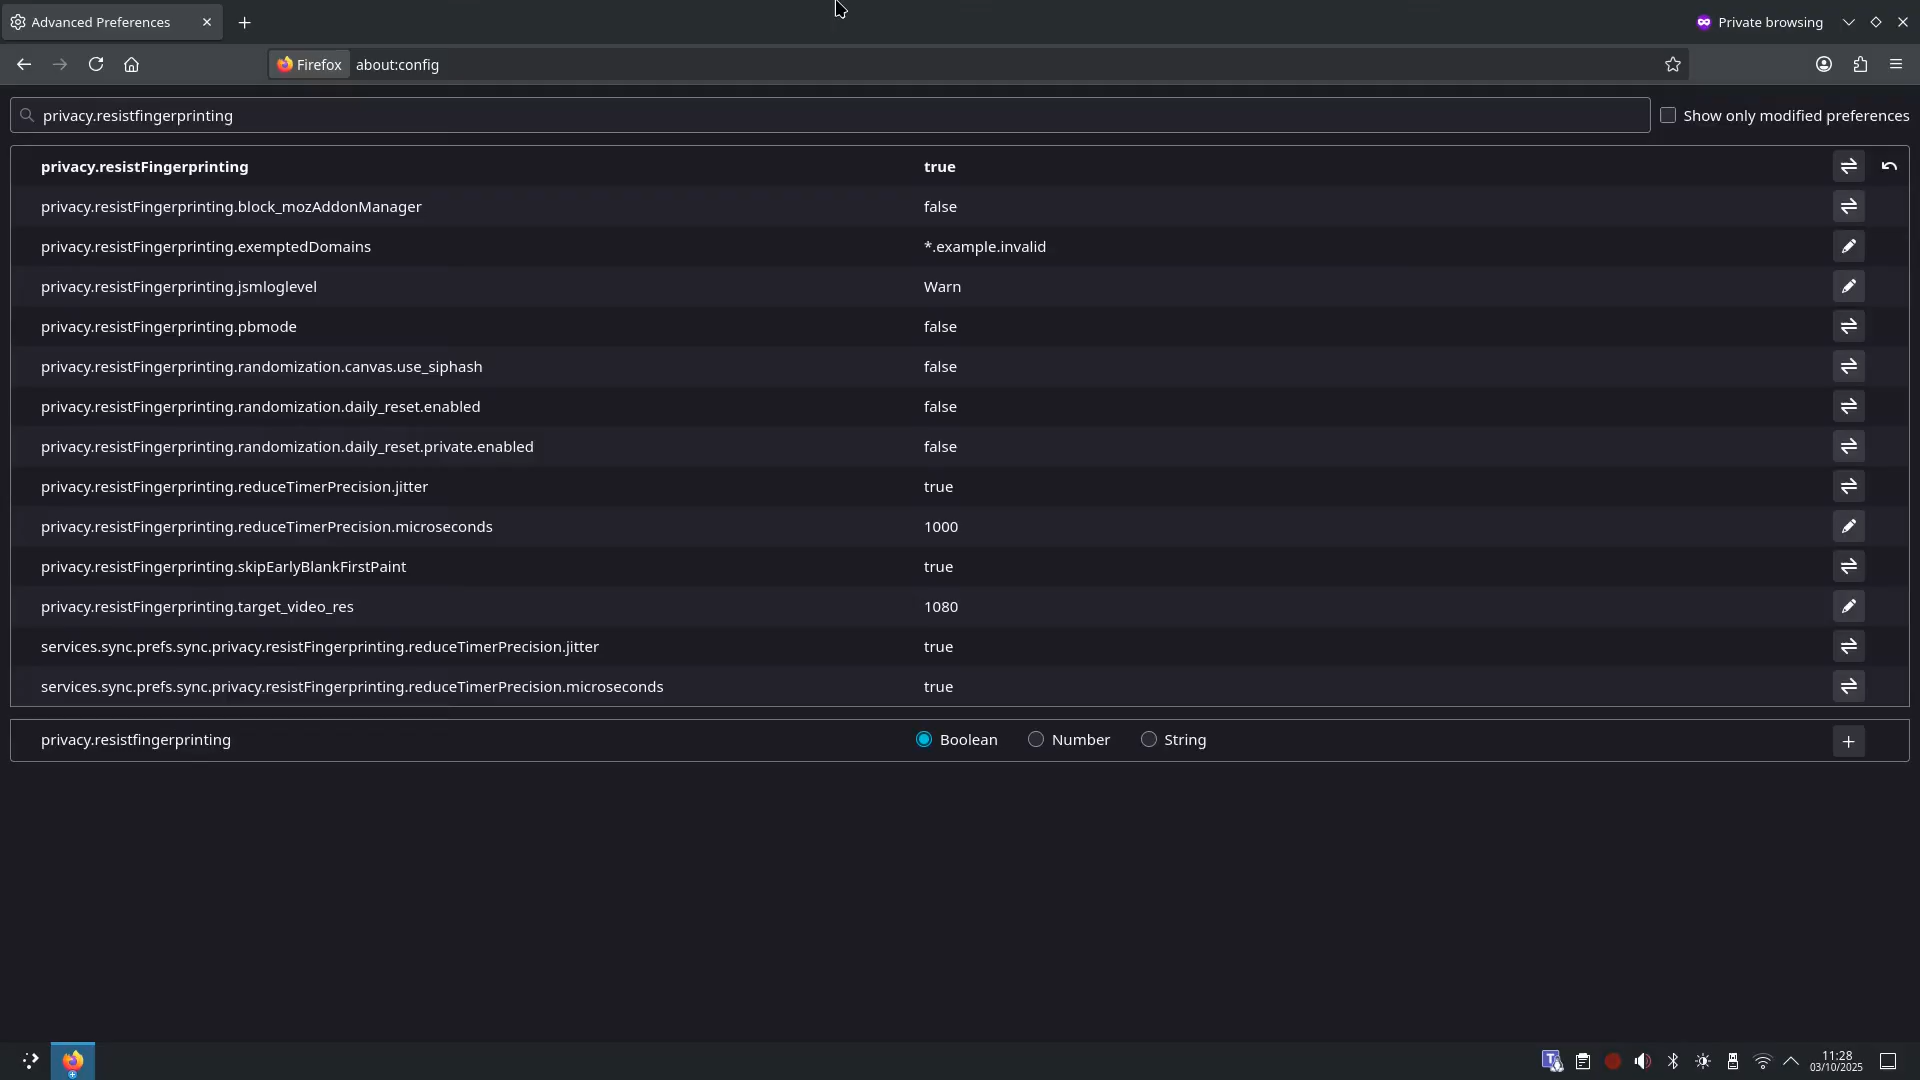 Advanced Preferences
Private browsing
Firefox about:config
privacy.resistfingerprinting
Show only modified preferences
privacy.resistFingerprinting true
privacy.resistFingerprinting.block_mozAddonManager false
privacy.resistFingerprinting.exemptedDomains *.example.invalid
privacy.resistFingerprinting.jsmloglevel Warn
privacy.resistFingerprinting.pbmode false
privacy.resistFingerprinting.randomization.canvas.use_siphash false
privacy.resistFingerprinting.randomization.daily_reset.enabled false
privacy.resistFingerprinting.randomization.daily_reset.private.enabled false
privacy.resistFingerprinting.reduceTimerPrecision.jitter true
privacy.resistFingerprinting.reduceTimerPrecision.microseconds 1000
privacy.resistFingerprinting.skipEarlyBlankFirstPaint true
privacy.resistFingerprinting.target_video_res 1080
services.sync.prefs.sync.privacy.resistFingerprinting.reduceTimerPrecision.jitter true
services.sync.prefs.sync.privacy.resistFingerprinting.reduceTimerPrecision.microseconds true
privacy.resistfingerprinting Boolean Number String
11:28
03/10/2025